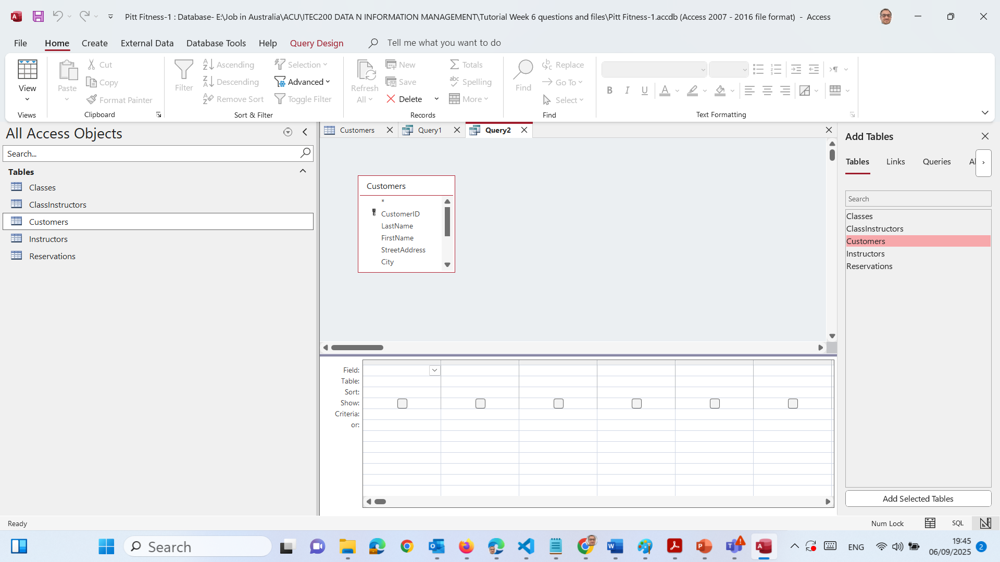 Pitt Fitness-1 : Database- E:\Job in Australia\ACU\ITEC200 DATA N INFORMATION MANAGEMENT\Tutorial Week 6 questions and files\Pitt Fitness-1.accdb (Access 2007 - 2016 file format) - Access
File Home Create External Data Database Tools Help Query Design Tell me what you want to do
View
Views
Paste
Cut
Copy
Format Painter
Clipboard
Filter
Ascending
Descending
Remove Sort
Selection
Advanced
Toggle Filter
Sort & Filter
Refresh
All
New
Save
Delete
Totals
Spelling
More
Records
Find
Replace
Go To
Select
Find
B I U A
Text Formatting
All Access Objects
Search...
Tables
Classes
ClassInstructors
Customers
Instructors
Reservations
Customers Query1 Query2
Customers
*
CustomerID
LastName
FirstName
StreetAddress
City
Field:
Table:
Sort:
Show:
Criteria:
or:
Add Tables
Tables Links Queries Al
Search
Classes
ClassInstructors
Customers
Instructors
Reservations
Add Selected Tables
Ready
Num Lock
SQL
Search
ENG
19:45
06/09/2025
2